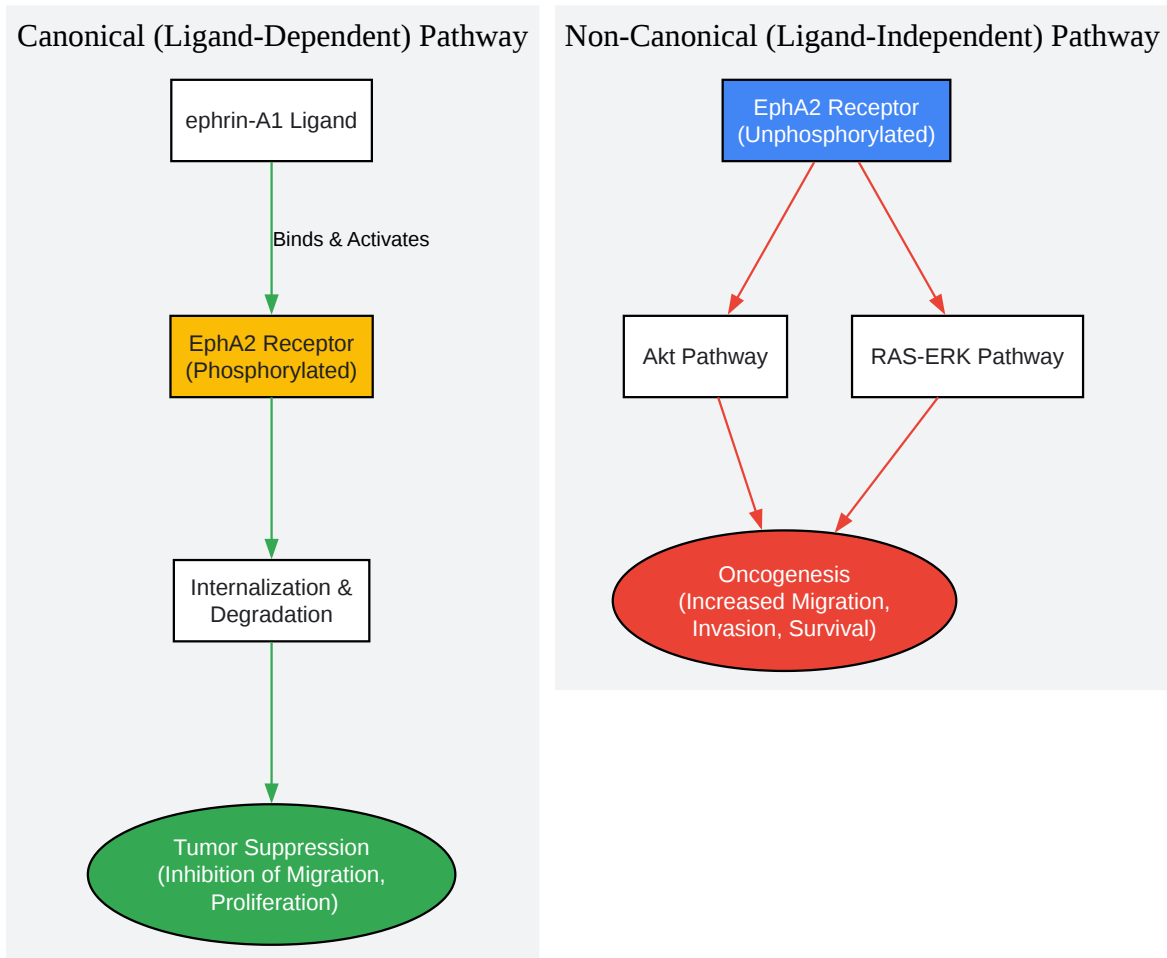 Canonical (Ligand-Dependent) Pathway
ephrin-A1 Ligand
Binds & Activates
EphA2 Receptor
(Phosphorylated)
Internalization &
Degradation
Tumor Suppression
(Inhibition of Migration,
Proliferation)
Non-Canonical (Ligand-Independent) Pathway
EphA2 Receptor
(Unphosphorylated)
Akt Pathway
RAS-ERK Pathway
Oncogenesis
(Increased Migration,
Invasion, Survival)